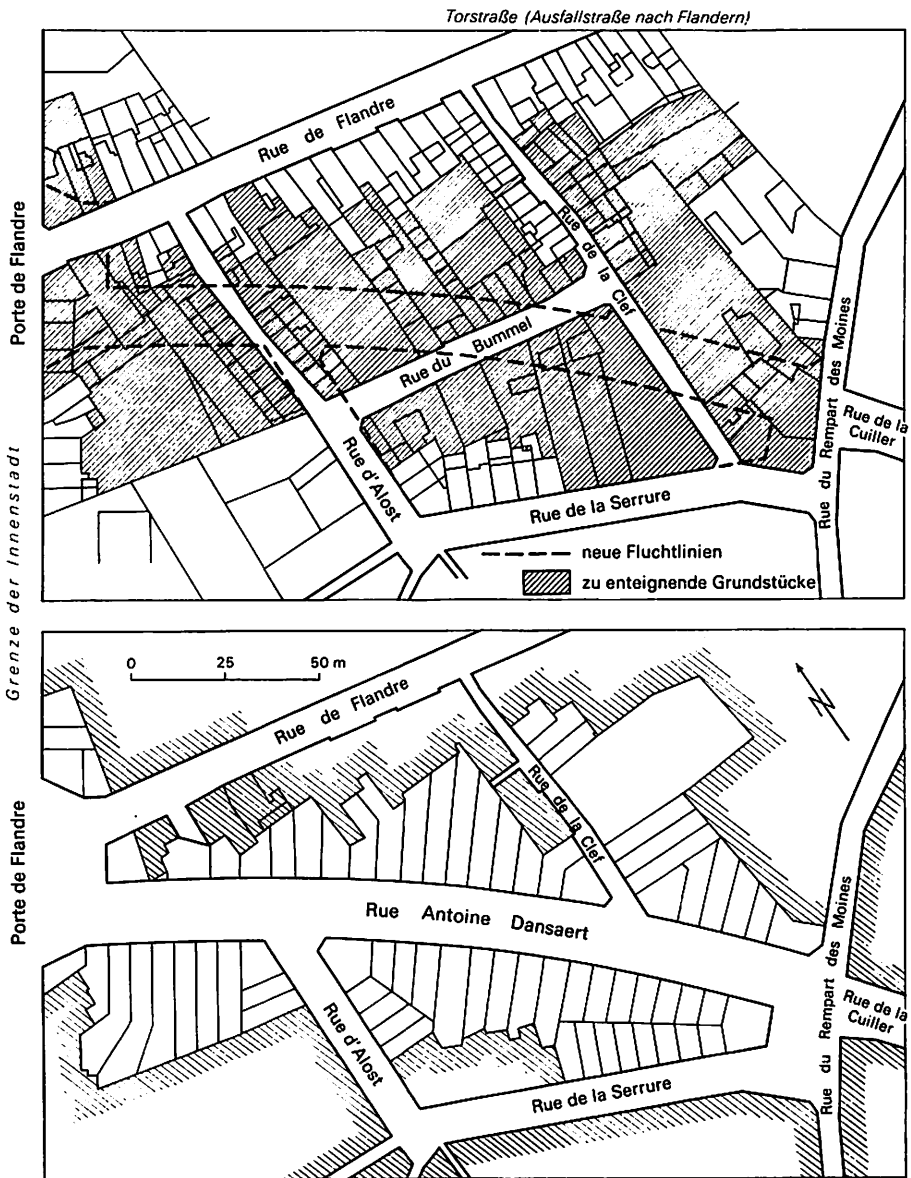 Torstraße (Ausfallstraße nach Flandern)
Rue de Flandre
Porte de Flandre
Rue de la Clef
Rue du Bummel
Rue du Rempart des Moines
Rue de la
Cuiller
Rue d'Alost
Rue de la Serrure
neue Fluchtlinien
zu enteignende Grundstücke
Grenze der Innenstadt
0 25 50 m
N
Rue de Flandre
Rue de la Clef
Porte de Flandre
Rue Antoine Dansaert
Rue du Rempart des Moines
Rue de la
Cuiller
Rue d'Alost
Rue de la Serrure